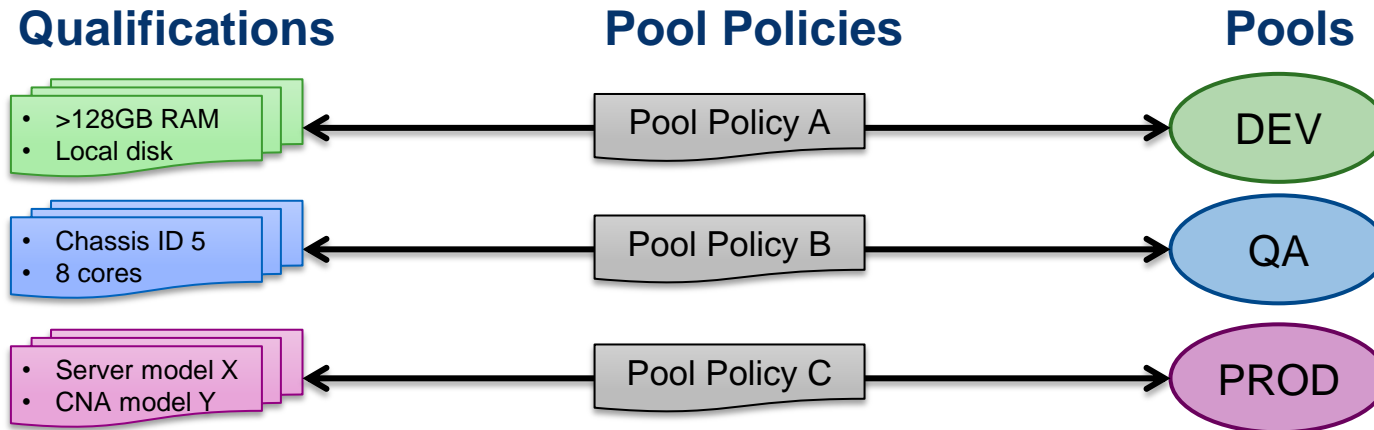 Qualifications Pool Policies Pools
• >128GB RAM
• Local disk
Pool Policy A
DEV
• Chassis ID 5
• 8 cores
Pool Policy B
QA
• Server model X
• CNA model Y
Pool Policy C
PROD